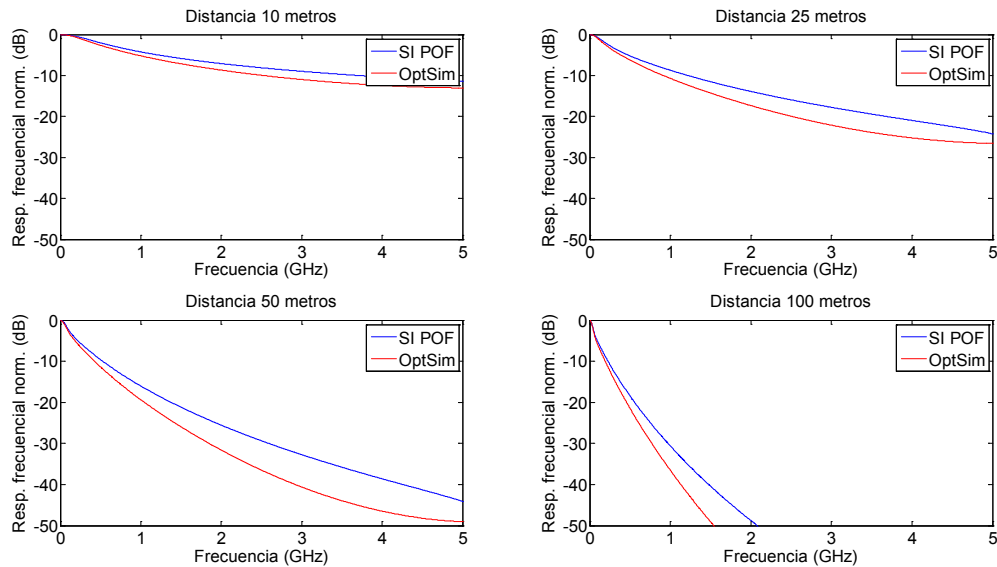 Distancia 10 metros
Resp. frecuencial norm. (dB)
0
-10
-20
-30
-40
-50
SI POF
OptSim
0 1 2 3 4 5
Frecuencia (GHz)
Distancia 25 metros
Resp. frecuencial norm. (dB)
0
-10
-20
-30
-40
-50
SI POF
OptSim
0 1 2 3 4 5
Frecuencia (GHz)
Distancia 50 metros
Resp. frecuencial norm. (dB)
0
-10
-20
-30
-40
-50
SI POF
OptSim
0 1 2 3 4 5
Frecuencia (GHz)
Distancia 100 metros
Resp. frecuencial norm. (dB)
0
-10
-20
-30
-40
-50
SI POF
OptSim
0 1 2 3 4 5
Frecuencia (GHz)